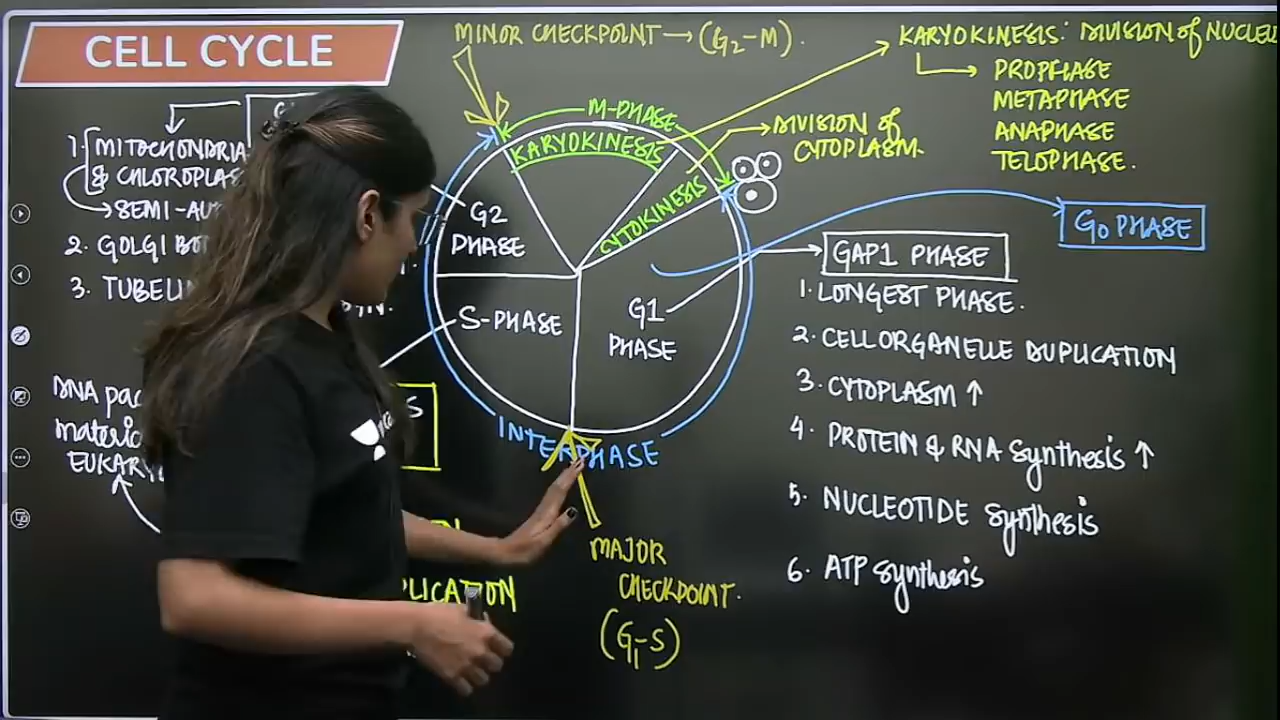 CELL CYCLE
MINOR CHECKPOINT → (G2-M).
KARYOKINESIS: DIVISION of NUCLE
PROPHASE
METAPHASE
ANAPHASE
TELOPHASE.
M-PHASE
KARYOKINESIS
CYTOKINESIS
DIVISION of
CYTOPLASM.
G0 PHASE
1. MITOCHONDRIA
& CHLOROPLAS
SEMI-AU
2. GOLGI BO
3. TUBELI
YN.
G2
PHASE
S-PHASE
G1
PHASE
INTERPHASE
GAP1 PHASE
1. LONGEST PHASE.
2. CELL ORGANELLE DUPLICATION
3. CYTOPLASM ↑
4. PROTEIN & RNA Synthesis ↑
5. NUCLEOTIDE Synthesis
6. ATP Synthesis
DNA pac
materia
EUKARY
S
PLICATION
MAJOR
CHECKPOINT.
(G1-S)